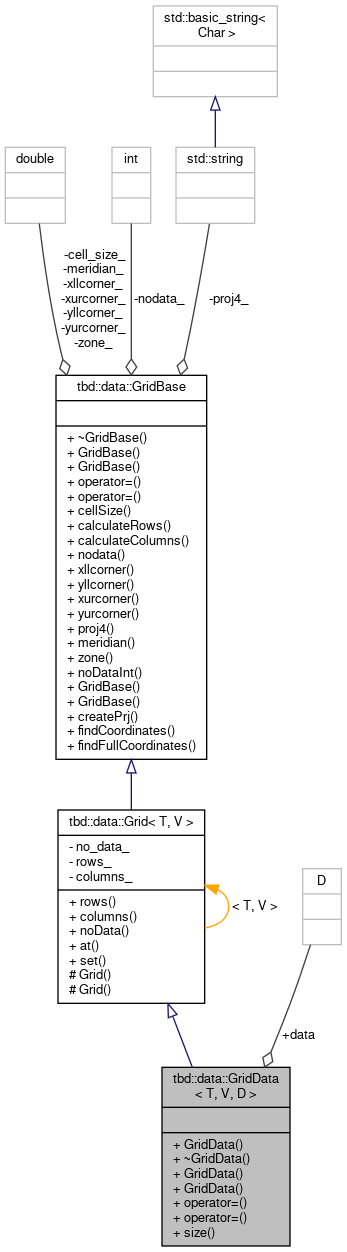 std::basic_string<
Char >
double
int
std::string
-cell_size_
-meridian_
-xllcorner_
-xurcorner_
-yllcorner_
-yurcorner_
-zone_
-nodata_
-proj4_
tbd::data::GridBase
+ ~GridBase()
+ GridBase()
+ GridBase()
+ operator=()
+ operator=()
+ cellSize()
+ calculateRows()
+ calculateColumns()
+ nodata()
+ xllcorner()
+ yllcorner()
+ xurcorner()
+ yurcorner()
+ proj4()
+ meridian()
+ zone()
+ noDataInt()
+ GridBase()
+ GridBase()
+ createPrj()
+ findCoordinates()
+ findFullCoordinates()
tbd::data::Grid< T, V >
- no_data_
- rows_
- columns_
+ rows()
+ columns()
+ noData()
+ at()
+ set()
# Grid()
# Grid()
< T, V >
D
+data
tbd::data::GridData
< T, V, D >
+ GridData()
+ ~GridData()
+ GridData()
+ GridData()
+ operator=()
+ operator=()
+ size()